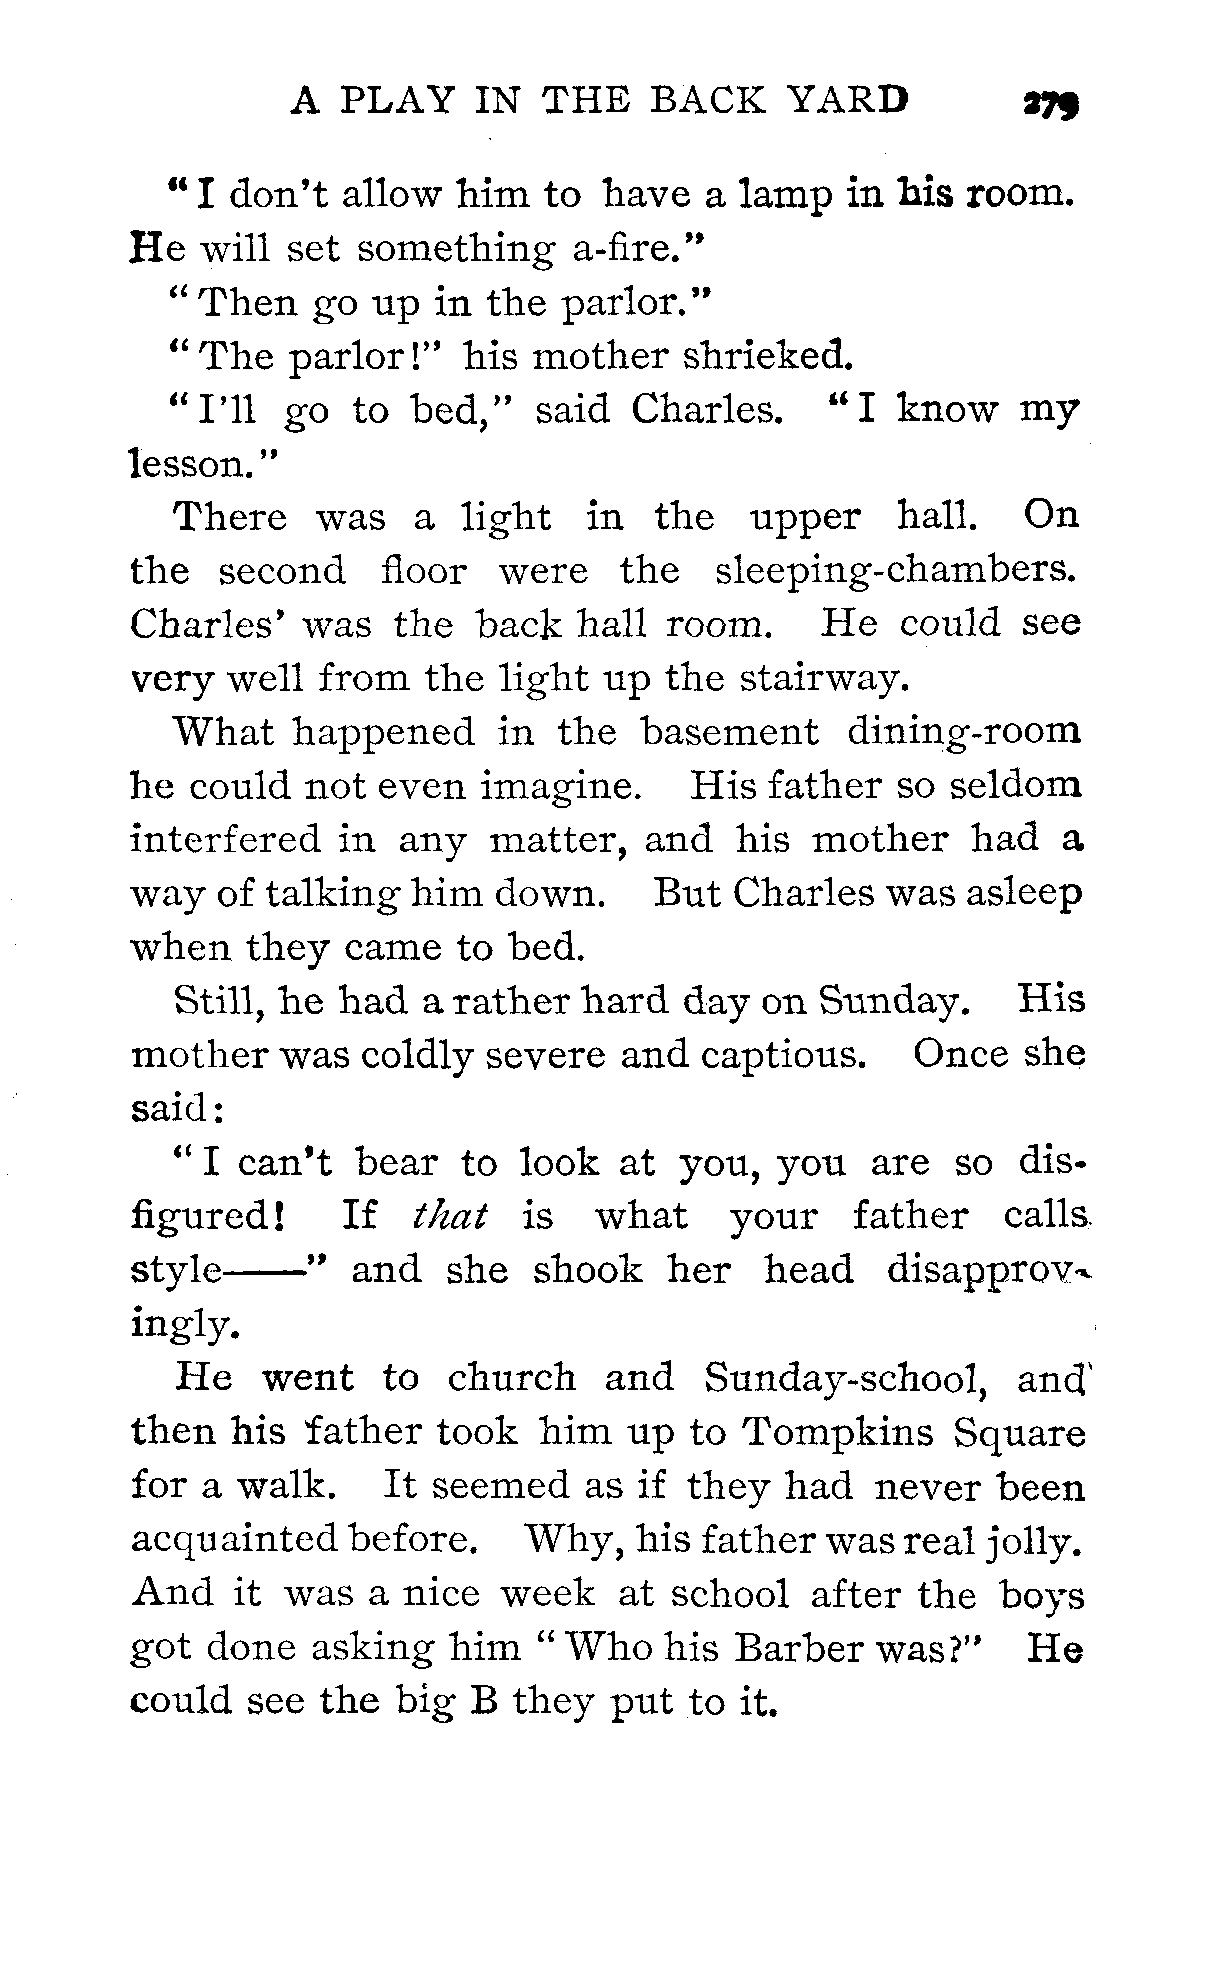 A PLAY IN THE BACK YARD 279
"I don't allow him to have a lamp in his room.
He will set something a-fire."
"Then go up in the parlor."
"The parlor!" his mother shrieked.
"I'll go to bed," said Charles. "I know my
lesson."
There was a light in the upper hall. On
the second floor were the sleeping-chambers.
Charles' was the back hall room. He could see
very well from the light up the stairway.
What happened in the basement dining-room
he could not even imagine. His father so seldom
interfered in any matter, and his mother had a
way of talking him down. But Charles was asleep
when they came to bed.
Still, he had a rather hard day on Sunday. His
mother was coldly severe and captious. Once she
said:
"I can't bear to look at you, you are so dis-
figured! If that is what your father calls
style——" and she shook her head disapprov-
ingly.
He went to church and Sunday-school, and
then his father took him up to Tompkins Square
for a walk. It seemed as if they had never been
acquainted before. Why, his father was real jolly.
And it was a nice week at school after the boys
got done asking him "Who his Barber was?" He
could see the big B they put to it.